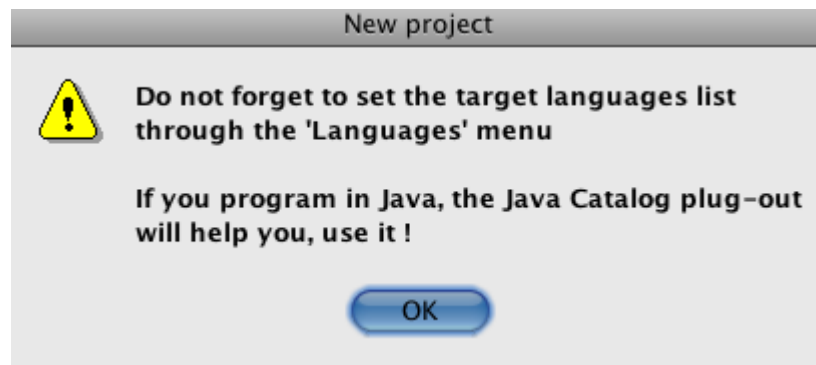 New project
Do not forget to set the target languages list
through the 'Languages' menu
If you program in Java, the Java Catalog plug-out
will help you, use it !
OK